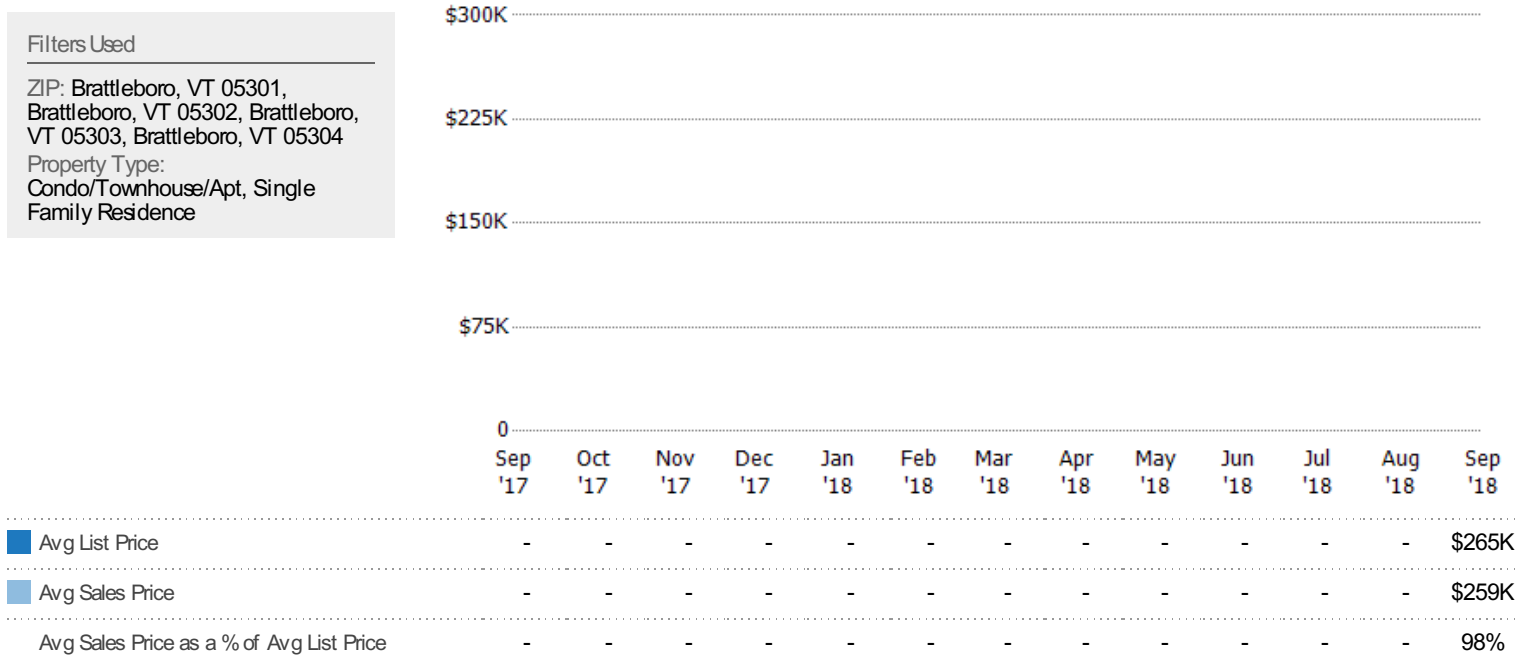 Filters Used
ZIP: Brattleboro, VT 05301,
Brattleboro, VT 05302, Brattleboro,
VT 05303, Brattleboro, VT 05304
Property Type:
Condo/Townhouse/Apt, Single
Family Residence
$300K
$225K
$150K
$75K
0
Sep Oct Nov Dec Jan Feb Mar Apr May Jun Jul Aug Sep
'17 '17 '17 '17 '18 '18 '18 '18 '18 '18 '18 '18 '18
Avg List Price - - - - - - - - - - - - $265K
Avg Sales Price - - - - - - - - - - - - $259K
Avg Sales Price as a % of Avg List Price - - - - - - - - - - - - 98%